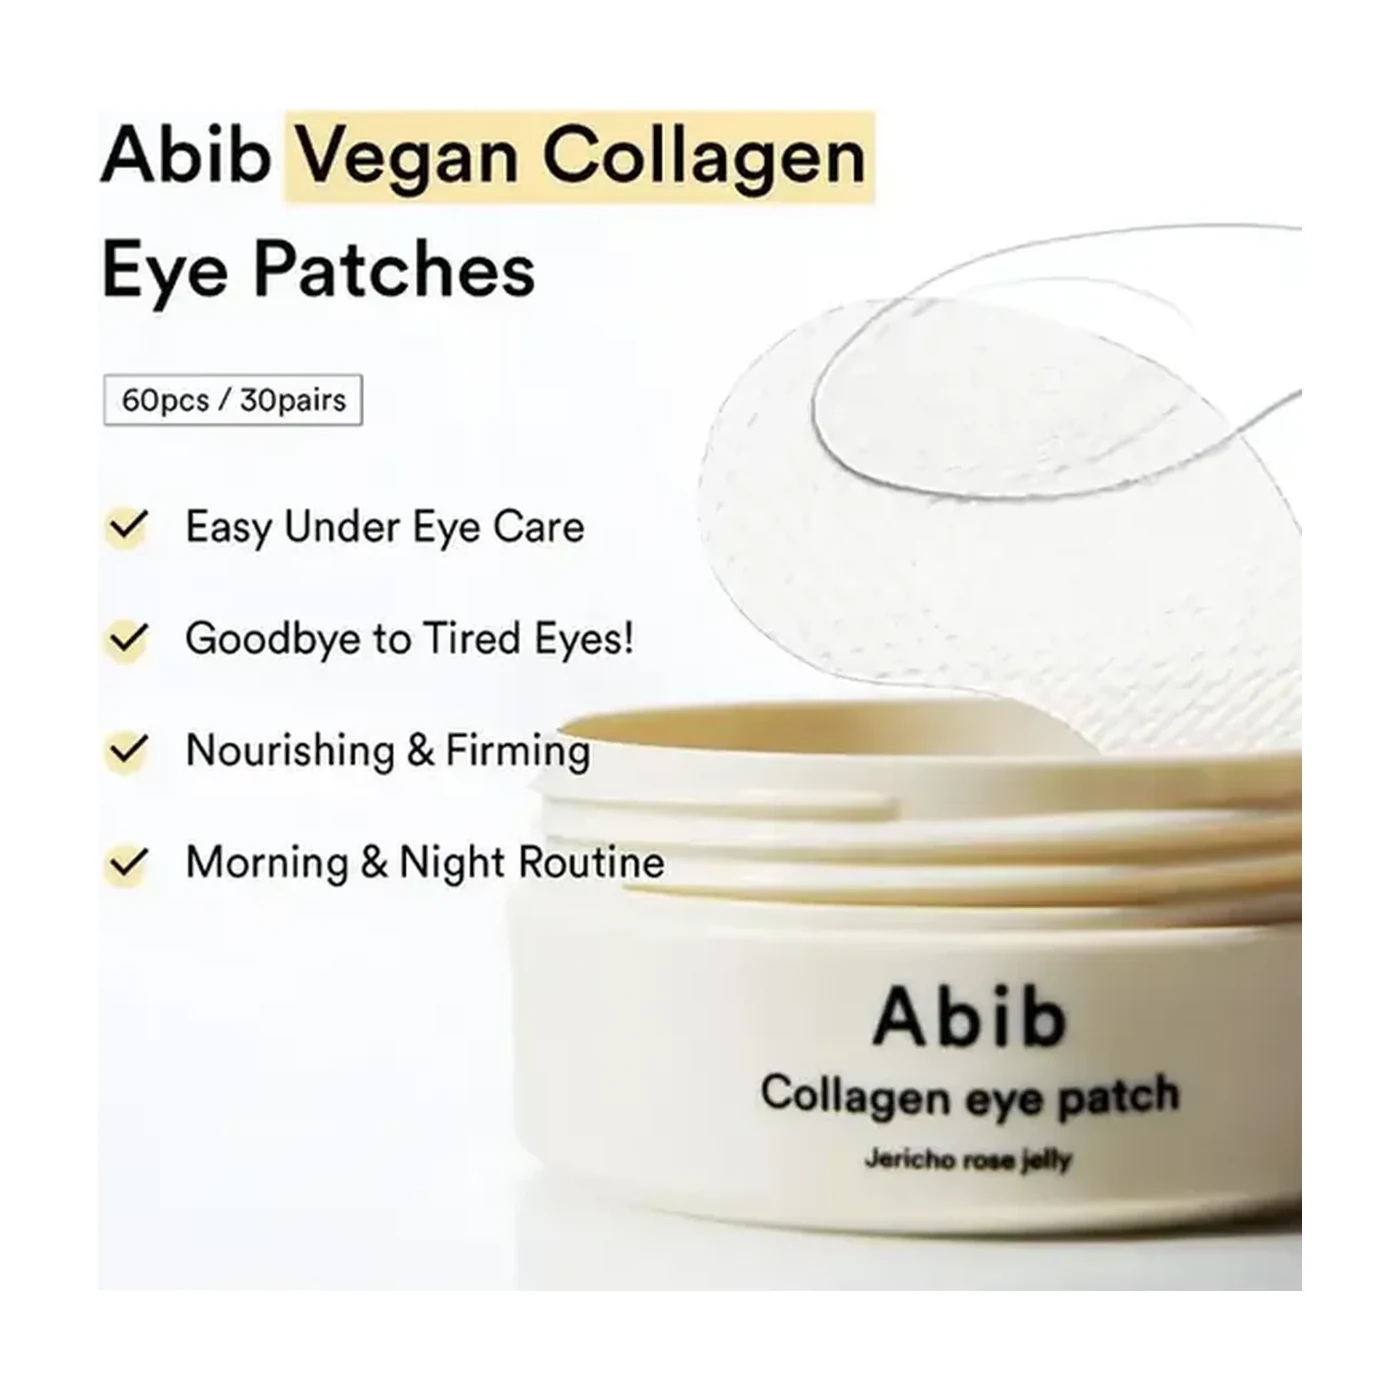 Abib Vegan Collagen
Eye Patches
60pcs / 30pairs
Easy Under Eye Care
Goodbye to Tired Eyes!
Nourishing & Firming
Morning & Night Routine
Abib
Collagen eye patch
Jericho rose jelly